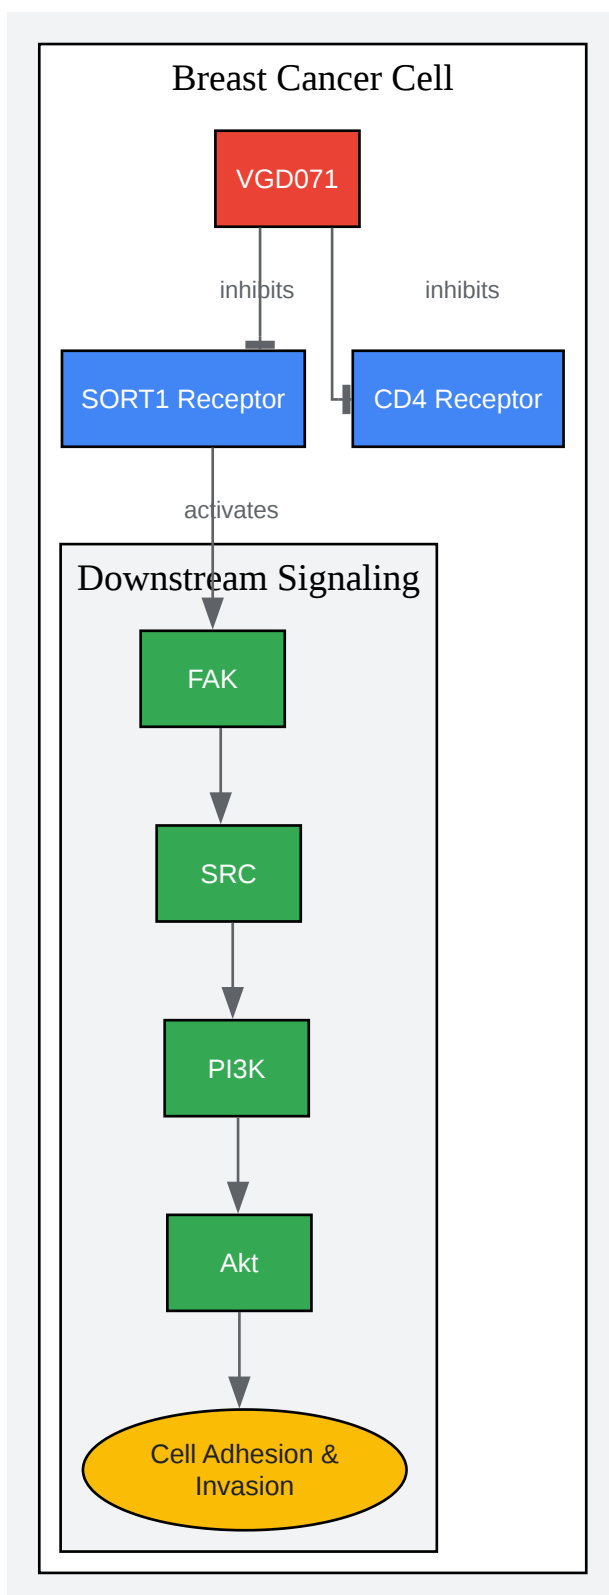 Breast Cancer Cell
VGD071
inhibits
inhibits
SORT1 Receptor
CD4 Receptor
activates
Downstream Signaling
FAK
SRC
PI3K
Akt
Cell Adhesion &
Invasion